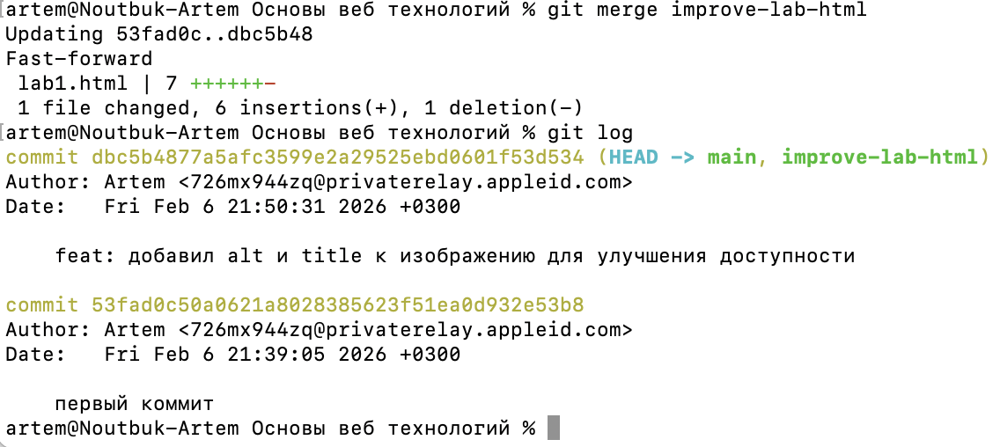 [artem@Noutbuk-Artem Основы веб технологий % git merge improve-lab-html
Updating 53fad0c..dbc5b48
Fast-forward
 lab1.html | 7 ++++++-
 1 file changed, 6 insertions(+), 1 deletion(-)
[artem@Noutbuk-Artem Основы веб технологий % git log
commit dbc5b4877a5afc3599e2a29525ebd0601f53d534 (HEAD -> main, improve-lab-html)
Author: Artem <726mx944zq@privaterelay.appleid.com>
Date:   Fri Feb 6 21:50:31 2026 +0300

    feat: добавил alt и title к изображению для улучшения доступности

commit 53fad0c50a0621a8028385623f51ea0d932e53b8
Author: Artem <726mx944zq@privaterelay.appleid.com>
Date:   Fri Feb 6 21:39:05 2026 +0300

    первый коммит
artem@Noutbuk-Artem Основы веб технологий %